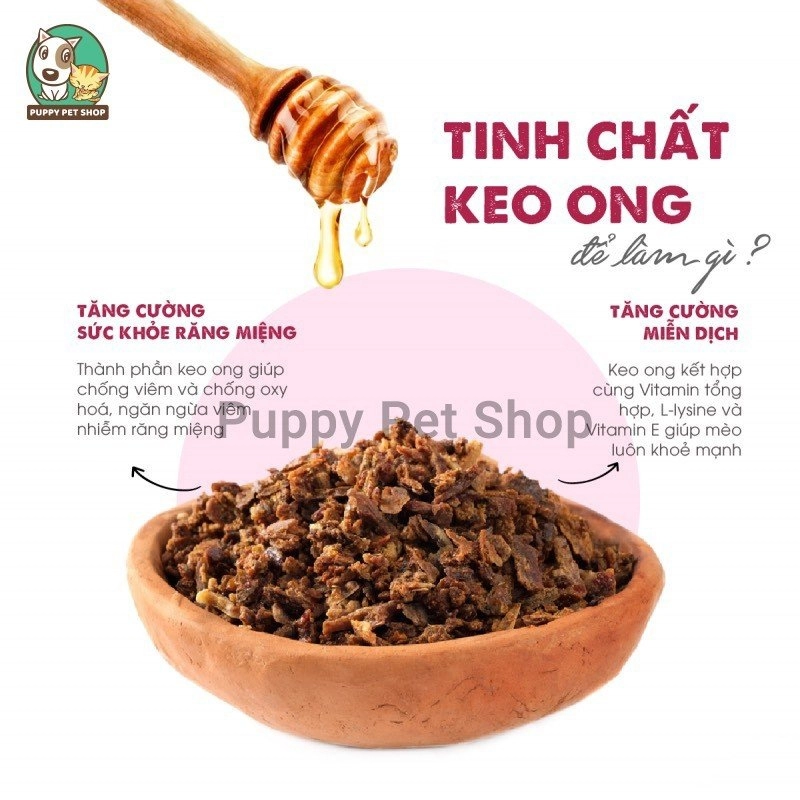 PUPPY PET SHOP
TINH CHẤT
KEO ONG
để làm gì?
TĂNG CƯỜNG
SỨC KHỎE RĂNG MIỆNG
Thành phần keo ong giúp
chống viêm và chống oxy
hoá, ngăn ngừa viêm
nhiễm răng miệng
TĂNG CƯỜNG
MIỄN DỊCH
Keo ong kết hợp
cùng Vitamin tổng
hợp, L-lysine và
Vitamin E giúp mèo
luôn khoẻ mạnh
Puppy Pet Shop